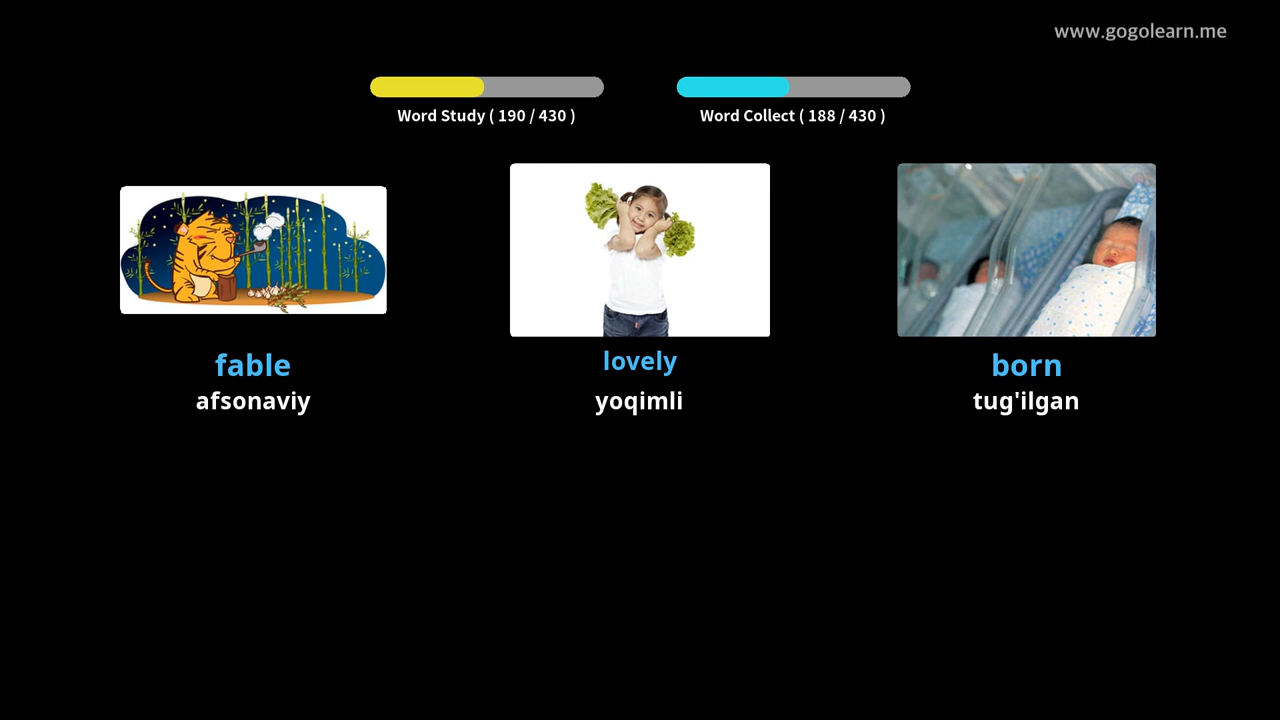 www.gogolearn.me
Word Study ( 190 / 430 )
Word Collect ( 188 / 430 )
fable
afsonaviy
lovely
yoqimli
born
tug'ilgan